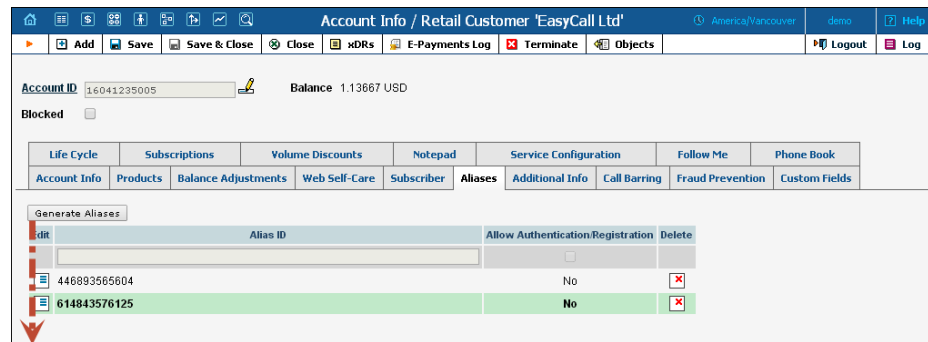 Account Info / Retail Customer 'EasyCall Ltd' America/Vancouver demo ? Help
Add Save Save & Close Close xDRs E-Payments Log Terminate Objects Logout Log
Account ID 16041235005 Balance 1.13667 USD
Blocked
Life Cycle Subscriptions Volume Discounts Notepad Service Configuration Follow Me Phone Book
Account Info Products Balance Adjustments Web Self-Care Subscriber Aliases Additional Info Call Barring Fraud Prevention Custom Fields
Generate Aliases
Edit Alias ID Allow Authentication/Registration Delete
446893565604 No
614843576125 No